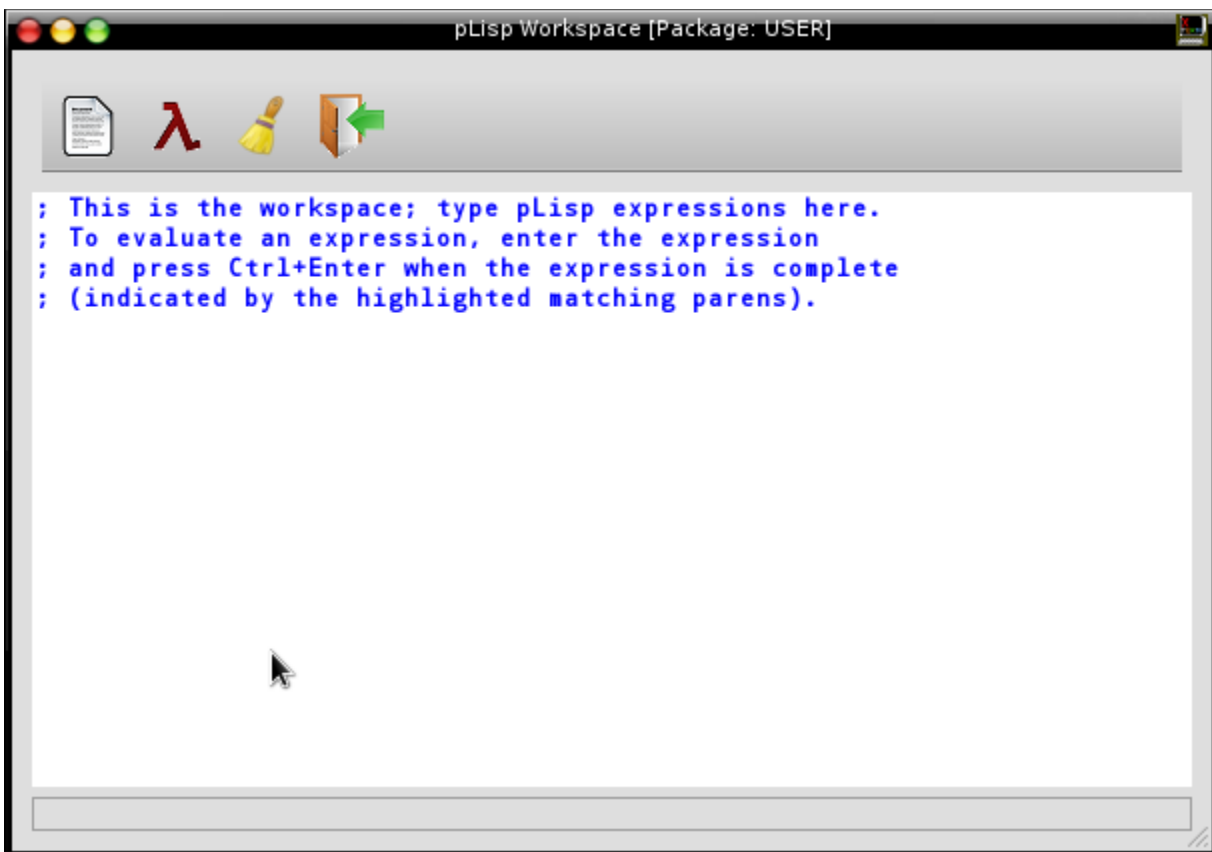 pLisp Workspace [Package: USER]
λ
; This is the workspace; type pLisp expressions here.
; To evaluate an expression, enter the expression
; and press Ctrl+Enter when the expression is complete
; (indicated by the highlighted matching parens).